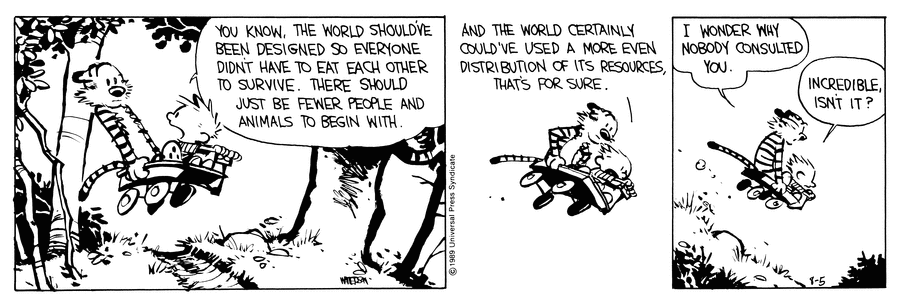 YOU KNOW, THE WORLD SHOULD'VE
BEEN DESIGNED SO EVERYONE
DIDN'T HAVE TO EAT EACH OTHER
TO SURVIVE. THERE SHOULD
JUST BE FEWER PEOPLE AND
ANIMALS TO BEGIN WITH.
WATTERSON
©1989 Universal Press Syndicate
AND THE WORLD CERTAINLY
COULD'VE USED A MORE EVEN
DISTRIBUTION OF ITS RESOURCES,
THAT'S FOR SURE.
I WONDER WHY
NOBODY CONSULTED
YOU.
INCREDIBLE,
ISN'T IT?